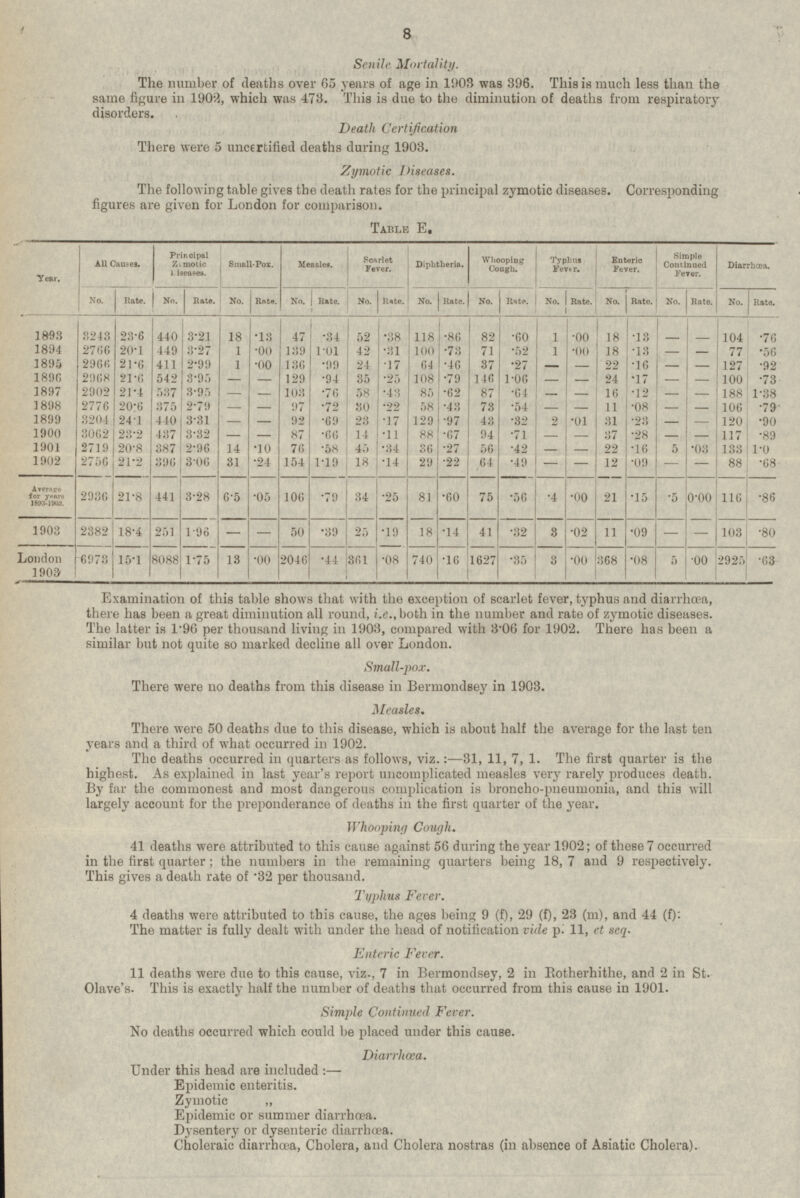 8
Senile Mortality.
The number of deaths over 65 years of age in 1903 was 396. This is much less than the
same figure in 1902, which was 473. This is due to the diminution of deaths from respiratory
disorders.
Death Certification
There were 5 uncertified deaths during 1903.
Zymotic Diseases.
The following table gives the death rates for the principal zymotic diseases. Corresponding
figures are given for London for comparison.
TABLE E.
Year. All Causes. Principal Zymotic Diseases. Small-Pox. Measles. Scarlet Fever. Diphtheria. Whooping Cough. Typhus Fever. Enteric Fever. Simple Continued Fever. Diarrhœa.
No. Rate. No. Rate. No. Rate. No. Rate. No. Rate. No. Rate. No. Rate. No. Rate. No. Rate. No. Rate. No. Rate.
1893 3243 23·6 440 3·21 18 ·13 47 ·34 52 ·38 118 ·86 82 ·60 1 ·00 18 ·13 — — 104 ·76
1894 2766 20·1 449 3·27 1 ·00 139 1·01 42 ·31 100 ·73 71 ·52 1 ·00 18 ·13 — — 77 ·56
1895 2966 21·6 411 2·99 1 ·00 136 ·99 24 ·17 64 ·46 37 ·27 — — 22 ·16 — — 127 ·92
1896 2968 21·6 542 3·95 — — 129 ·94 35 ·25 108 ·79 146 1·06 — — 24 ·17 — — 100 ·73
1897 2902 21·4 537 3·95 — — 103 ·76 58 ·43 85 ·62 87 ·64 — — 16 ·12 — — 188 1·38
1898 2776 20·6 375 2·79 — — 97 ·72 30 ·22 58 ·43 73 ·54 — — 11 ·08 — — 106 ·79
1899 3204 24·1 440 3·31 — — 92 ·69 23 ·17 129 ·97 43 ·32 2 ·01 31 ·23 — — 120 ·90
1900 3062 23·2 437 3·32 — — 87 ·66 14 ·11 88 ·67 94 ·71 — — 37 ·28 — — 117 ·89
1901 2719 20·8 387 2·96 14 ·10 76 ·58 45 ·34 36 ·27 56 ·42 — — 22 ·16 5 ·03 133 1·0
1902 2756 21·2 396 3·06 31 ·24 154 1·19 18 ·14 29 ·22 64 ·49 — — 12 ·09 — — 88 ·68
Average for years 1893-1902. 2936 21·8 441 3·28 6·5 ·05 106 ·79 34 ·25 81 ·60 75 ·56 ·4 ·00 21 ·15 ·5 0·00 116 ·86
1903 2382 18·4 251 1·96 — — 50 ·39 25 ·19 18 ·14 41 ·32 3 ·02 11 ·09 — — 103 ·80
London 1903 6973 15·1 8088 1·75 13 ·00 2046 ·44 361 ·08 740 ·16 1627 ·35 3 ·00 368 ·08 5 ·00 2925 ·63
Examination of this table shows that with the exception of scarlet fever, typhus and diarrhœa,
there has been a great diminution all round, i.e., both in the number and rate of zymotic diseases.
The latter is 1·96 per thousand living in 1903, compared with 3·06 for 1902. There has been a
similar but not quite so marked decline all over London.
Small-pox.
There were no deaths from this disease in Bermondsey in 1903.
Measles.
There were 50 deaths due to this disease, which is about half the average for the last ten
years and a third of what occurred in 1902.
The deaths occurred in quarters as follows, viz. :—31, 11, 7, 1. The first quarter is the
highest. As explained in last year's report uncomplicated measles very rarely produces death.
By far the commonest and most dangerous complication is broncho-pneumonia, and this will
largely account for the preponderance of deaths in the first quarter of the year.
Whooping Cough.
41 deaths were attributed to this cause against 56 during the year 1902; of these 7 occurred
in the first quarter; the numbers in the remaining quarters being 18, 7 and 9 respectively.
This gives a death rate of ·32 per thousand.
Typhus Fever.
4 deaths were attributed to this cause, the ages being 9 (f), 29 (f), 23 (m), and 44 (f):
The matter is fully dealt with under the head of notification vide p. 11, et seq.
Enteric Fever.
11 deaths were due to this cause, viz., 7 in Bermondsey, 2 in Rotherhithe, and 2 in St.
Olave's. This is exactly half the number of deaths that occurred from this cause in 1901.
Simple Continued Fever.
No deaths occurred which could be placed under this cause.
Diarrhœa.
Under this head are included :—
Epidemic enteritis.
Zymotic „
Epidemic or summer diarrhœa.
Dysentery or dysenteric diarrhœa.
Choleraic diarrhœa, Cholera, and Cholera nostras (in absence of Asiatic Cholera).